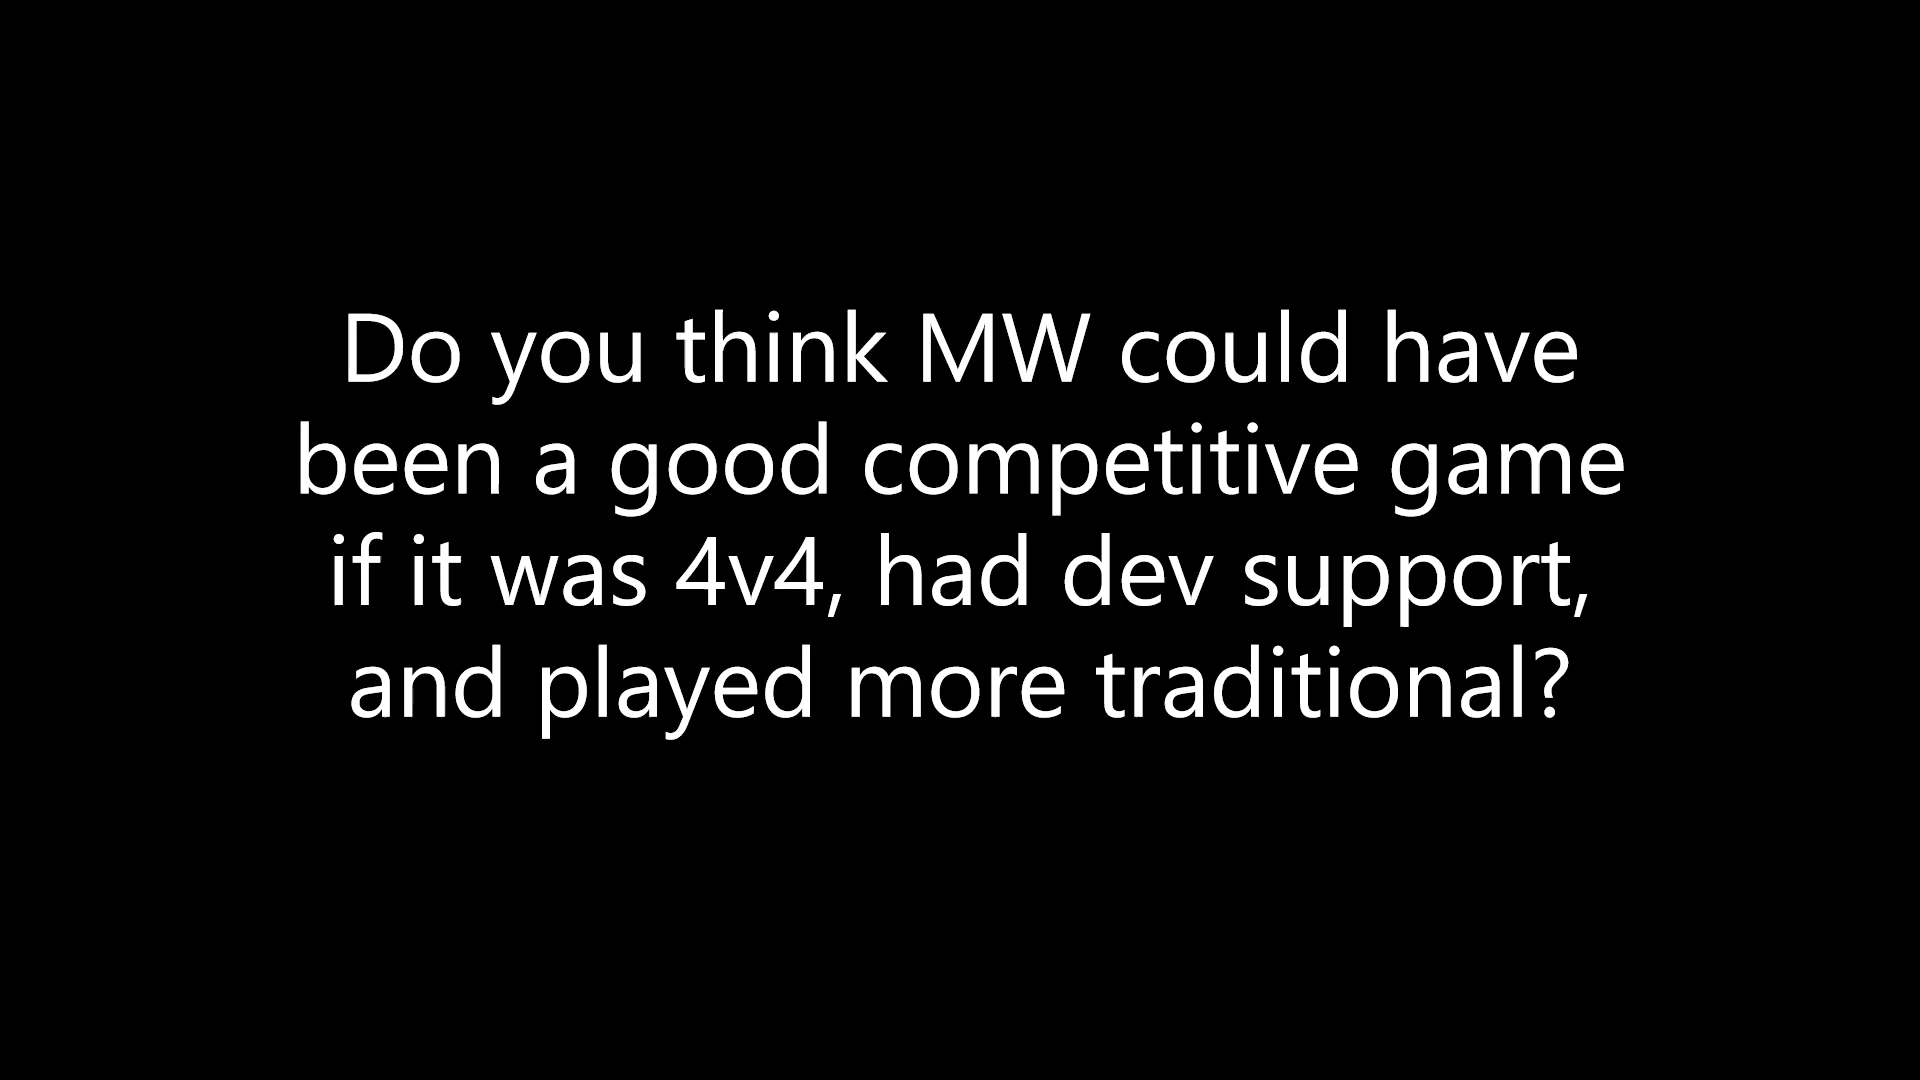 Do you think MW could have
been a good competitive game
if it was 4v4, had dev support,
and played more traditional?